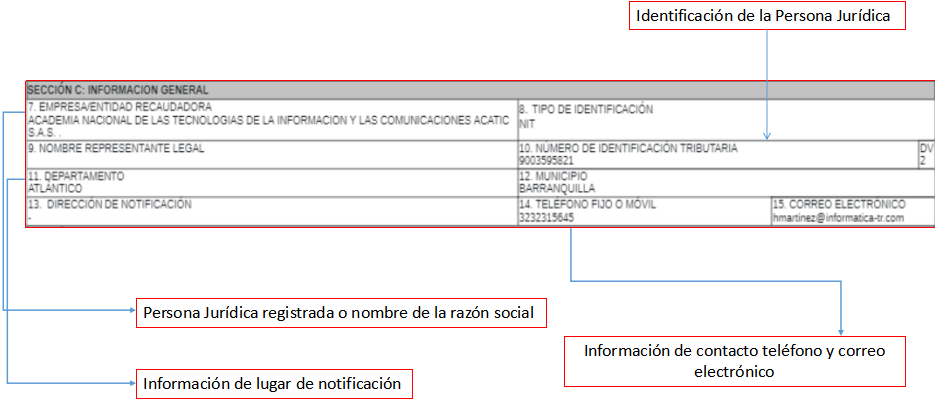 Identificación de la Persona Jurídica
SECCIÓN C: INFORMACION GENERAL
7. EMPRESA/ENTIDAD RECAUDADORA
ACADEMIA NACIONAL DE LAS TECNOLOGIAS DE LA INFORMACION Y LAS COMUNICACIONES ACATIC
S.A.S. .
8. TIPO DE IDENTIFICACIÓN
NIT
9. NOMBRE REPRESENTANTE LEGAL
10. NÚMERO DE IDENTIFICACIÓN TRIBUTARIA
9003595821
DV
2
11. DEPARTAMENTO
ATLÁNTICO
12. MUNICIPIO
BARRANQUILLA
13. DIRECCIÓN DE NOTIFICACIÓN
-
14. TELÉFONO FIJO O MÓVIL
3232315645
15. CORREO ELECTRÓNICO
hmartinez@informatica-tr.com
Persona Jurídica registrada o nombre de la razón social
Información de contacto teléfono y correo
electrónico
Información de lugar de notificación